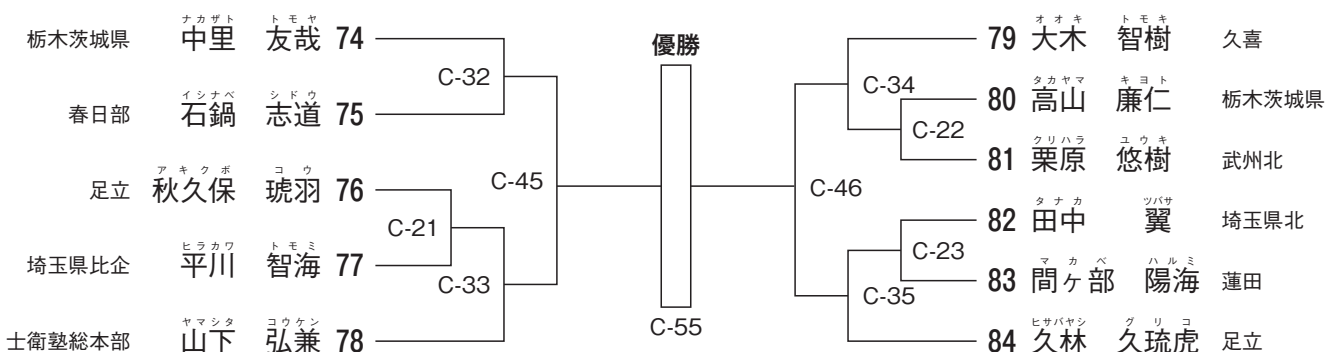 優勝
ナカザト トモヤ
栃木茨城県 中里 友哉 74
C-32
イシナベ シドウ
春日部 石鍋 志道 75
アキクボ コウ
足立 秋久保 琥羽 76
C-45
C-21
ヒラカワ トモミ
埼玉県比企 平川 智海 77
C-33
ヤマシタ コウケン
士衛塾総本部 山下 弘兼 78
C-55
オオキ トモキ
79 大木 智樹 久喜
C-34
タカヤマ キヨト
80 高山 廉仁 栃木茨城県
C-22
クリハラ ユウキ
81 栗原 悠樹 武州北
C-46
タナカ ツバサ
82 田中 翼 埼玉県北
C-23
マカベ ハルミ
83 間ヶ部 陽海 蓮田
C-35
ヒサバヤシ グリコ
84 久林 久琉虎 足立